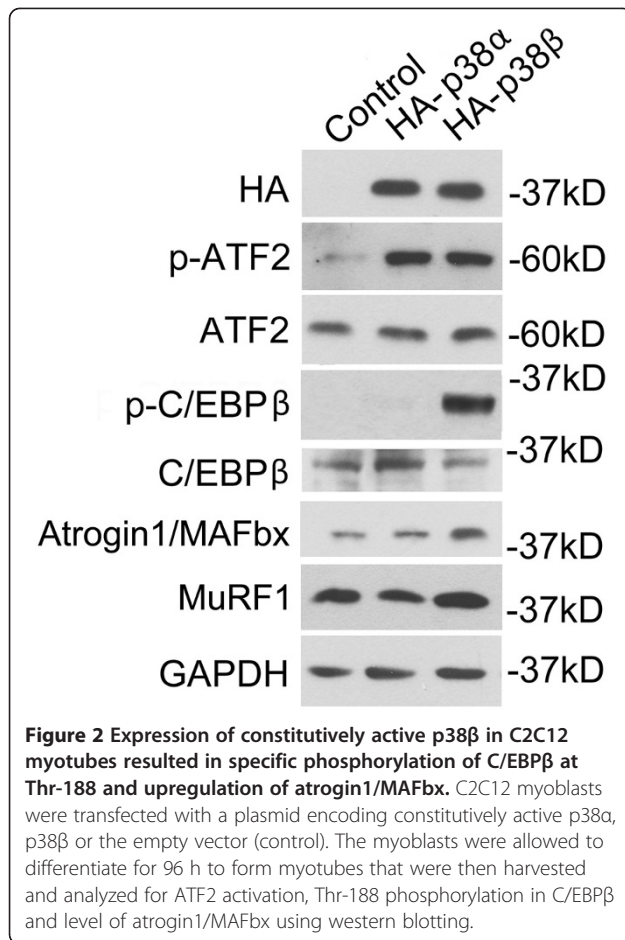 Control HA-p38α HA-p38β
HA -37kD
p-ATF2 -60kD
ATF2 -60kD
-37kD
p-C/EBPβ
-37kD
C/EBPβ
Atrogin1/MAFbx -37kD
MuRF1 -37kD
GAPDH -37kD
Figure 2 Expression of constitutively active p38β in C2C12
myotubes resulted in specific phosphorylation of C/EBPβ at
Thr-188 and upregulation of atrogin1/MAFbx. C2C12 myoblasts
were transfected with a plasmid encoding constitutively active p38α,
p38β or the empty vector (control). The myoblasts were allowed to
differentiate for 96 h to form myotubes that were then harvested
and analyzed for ATF2 activation, Thr-188 phosphorylation in C/EBPβ
and level of atrogin1/MAFbx using western blotting.